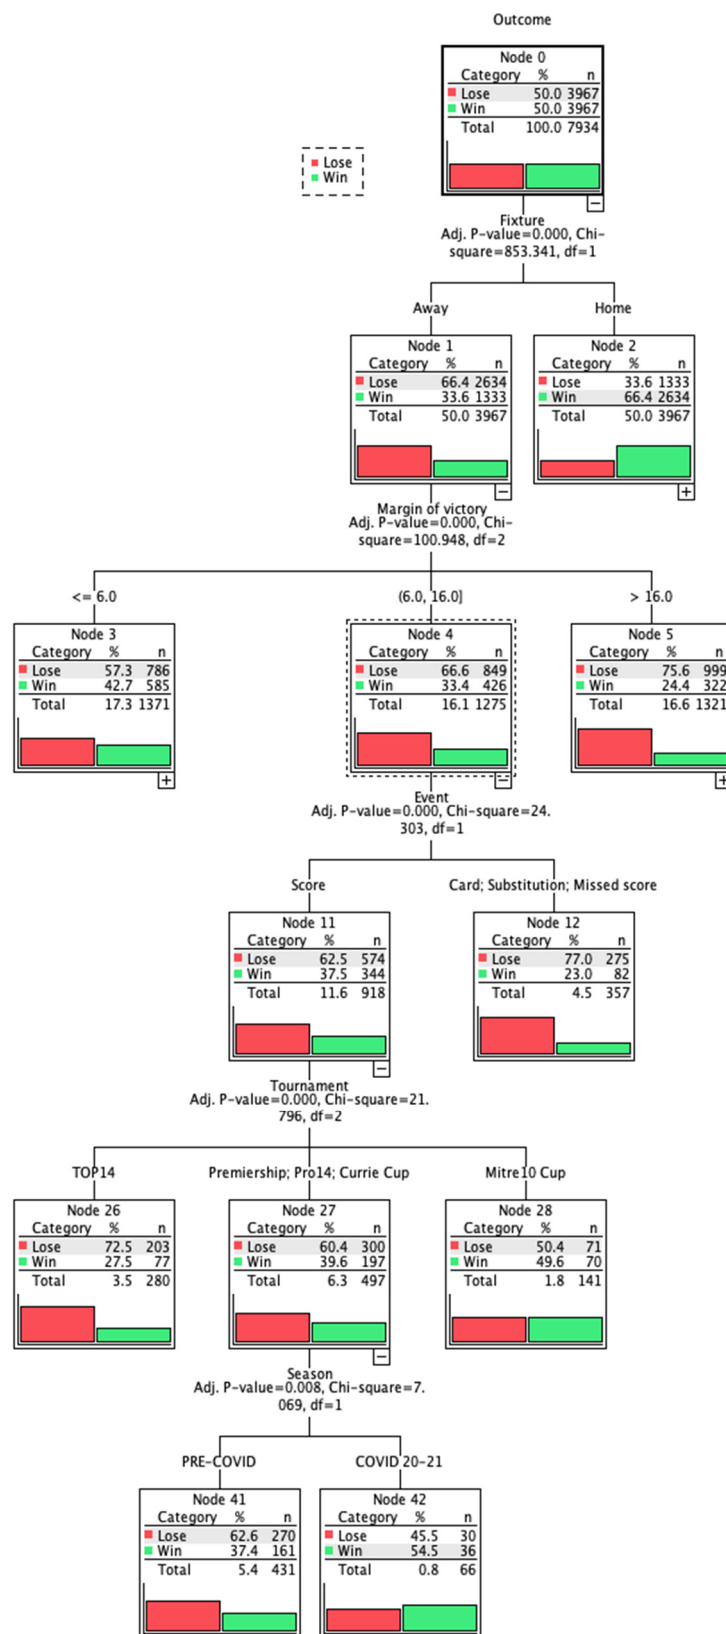 Outcome
Node 0
Category % n
Lose 50.0 3967
Win 50.0 3967
Total 100.0 7934
Lose
Win
Fixture
Adj. P-value=0.000, Chi-
square=853.341, df=1
Away
Home
Node 1
Category % n
Lose 66.4 2634
Win 33.6 1333
Total 50.0 3967
Node 2
Category % n
Lose 33.6 1333
Win 66.4 2634
Total 50.0 3967
Margin of victory
Adj. P-value=0.000, Chi-
square=100.948, df=2
<= 6.0
(6.0, 16.0]
> 16.0
Node 3
Category % n
Lose 57.3 786
Win 42.7 585
Total 17.3 1371
Node 4
Category % n
Lose 66.6 849
Win 33.4 426
Total 16.1 1275
Node 5
Category % n
Lose 75.6 999
Win 24.4 322
Total 16.6 1321
Event
Adj. P-value=0.000, Chi-square=24.
303, df=1
Score
Card; Substitution; Missed score
Node 11
Category % n
Lose 62.5 574
Win 37.5 344
Total 11.6 918
Node 12
Category % n
Lose 77.0 275
Win 23.0 82
Total 4.5 357
Tournament
Adj. P-value=0.000, Chi-square=21.
796, df=2
TOP14
Premiership; Pro14; Currie Cup
Mitre10 Cup
Node 26
Category % n
Lose 72.5 203
Win 27.5 77
Total 3.5 280
Node 27
Category % n
Lose 60.4 300
Win 39.6 197
Total 6.3 497
Node 28
Category % n
Lose 50.4 71
Win 49.6 70
Total 1.8 141
Season
Adj. P-value=0.008, Chi-square=7.
069, df=1
PRE-COVID
COVID 20-21
Node 41
Category % n
Lose 62.6 270
Win 37.4 161
Total 5.4 431
Node 42
Category % n
Lose 45.5 30
Win 54.5 36
Total 0.8 66